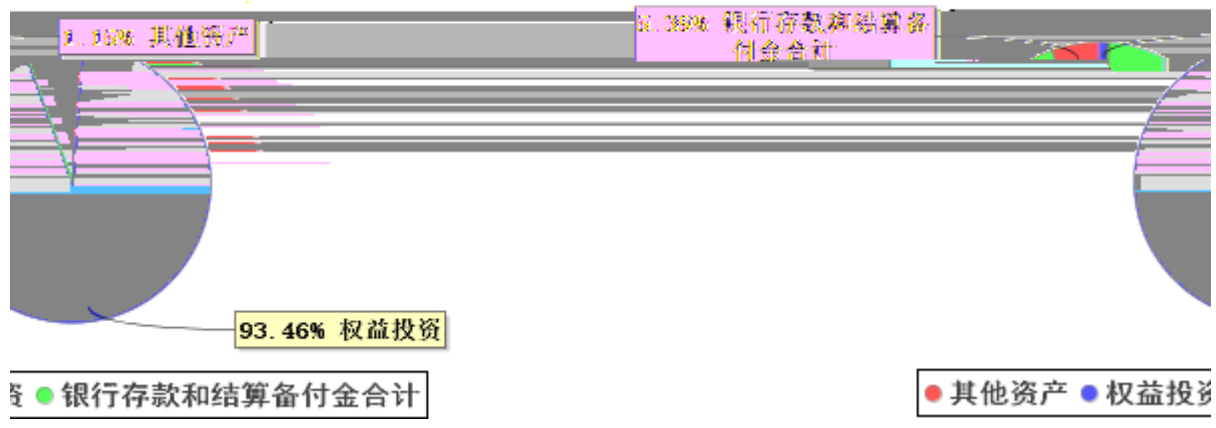 其他资产
银行存款和结算备
付金合计
93.46% 权益投资
银行存款和结算备付金合计
其他资产 权益投资